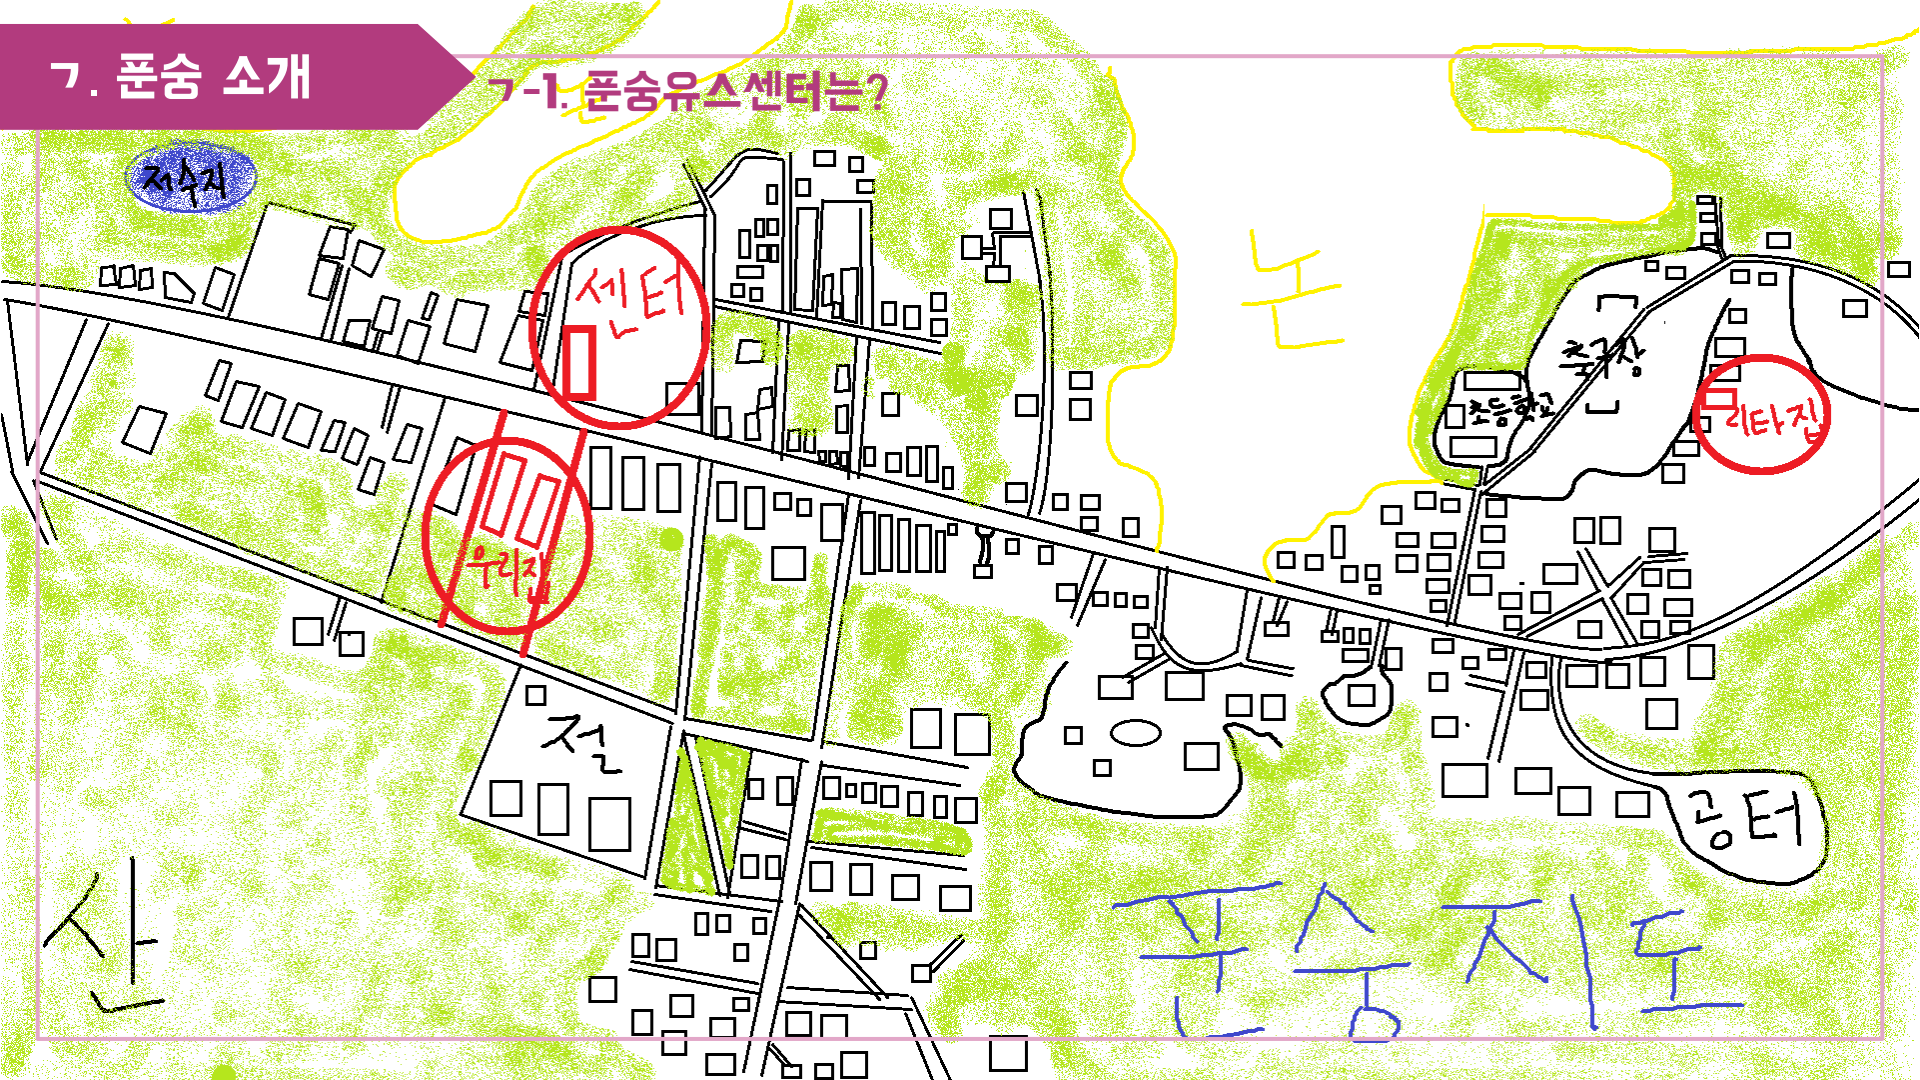 ㄱ. 푼숭 소개
ㄱ-1. 푼숭유스센터는?
저수지
센터
논
축구장
초등학교
리타집
우리집
절
공터
산
푼숭지도